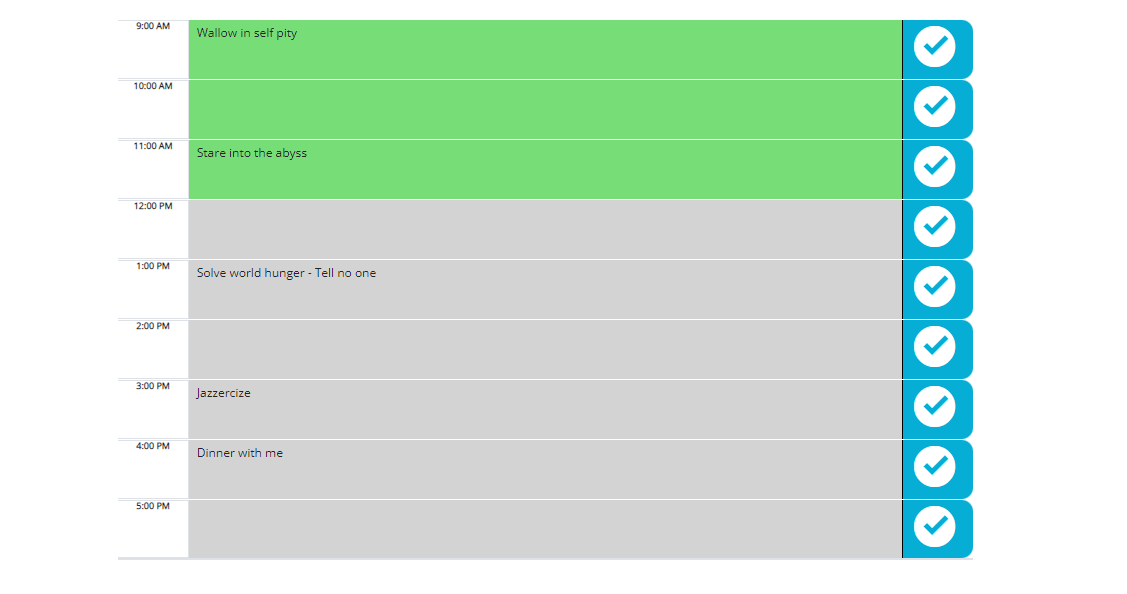 9:00 AM Wallow in self pity
10:00 AM
11:00 AM Stare into the abyss
12:00 PM
1:00 PM Solve world hunger - Tell no one
2:00 PM
3:00 PM Jazzercize
4:00 PM Dinner with me
5:00 PM